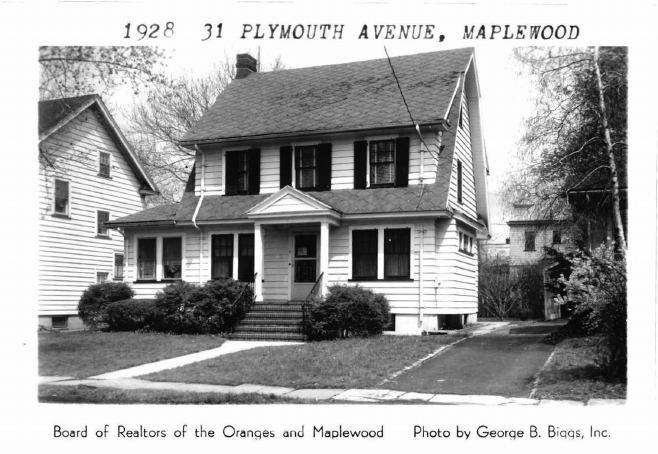 1928 31 PLYMOUTH AVENUE, MAPLEWOOD
Board of Realtors of the Oranges and Maplewood Photo by George B. Biggs, Inc.